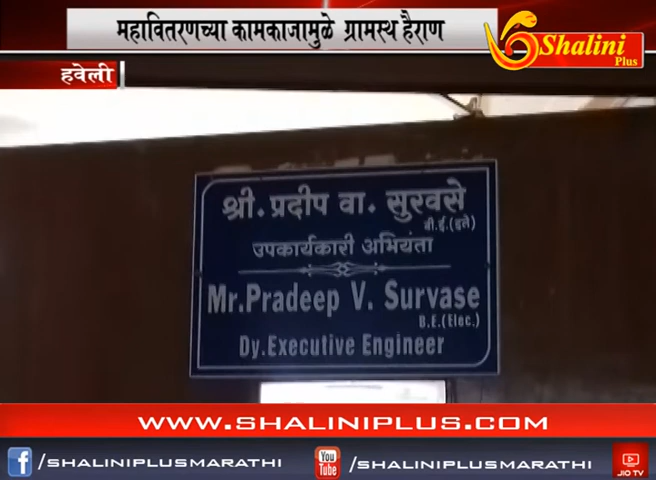 महावितरणच्या कामकाजामुळे ग्रामस्थ हैराण
Shalini
Plus
हवेली
श्री. प्रदीप वा. सुरवसे
बी.ई.(इले)
उपकार्यकारी अभियंता
Mr.Pradeep V. Survase
B.E.(Elec.)
Dy.Executive Engineer
WWW.SHALINIPLUS.COM
f/SHALINIPLUSMARATHI
You Tube /SHALINIPLUSMARATHI
JIO TV